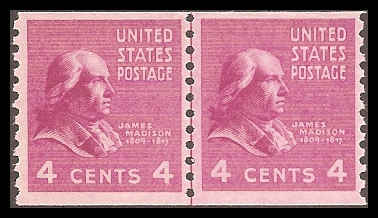 UNITED
STATES
POSTAGE
JAMES
MADISON
1809-1817
4 CENTS 4
UNITED
STATES
POSTAGE
JAMES
MADISON
1809-1817
4 CENTS 4